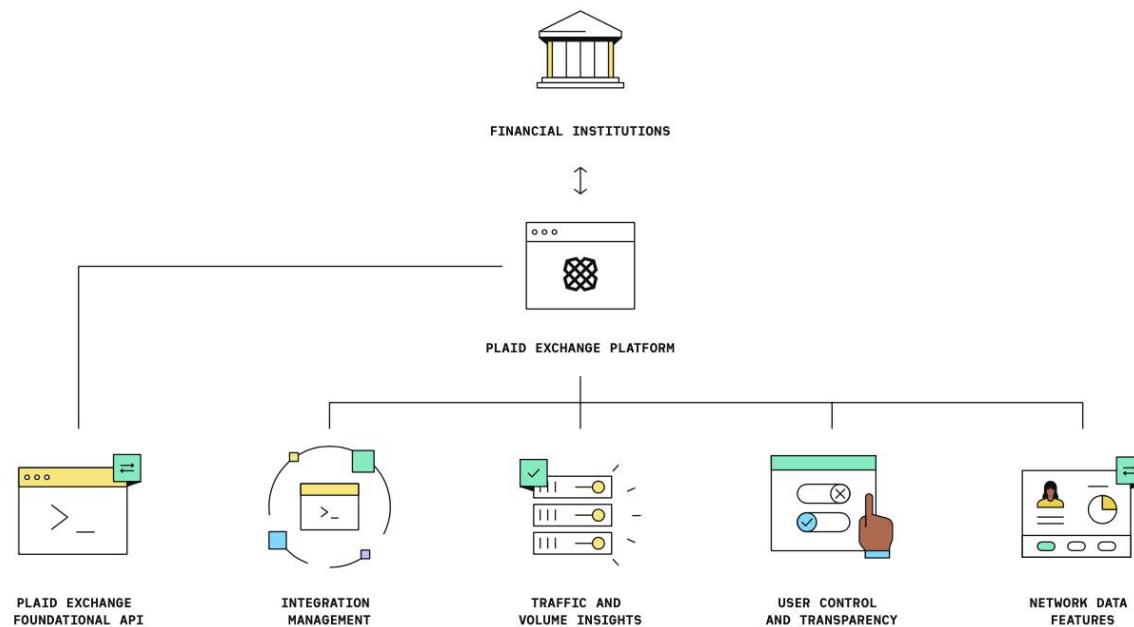 FINANCIAL INSTITUTIONS
PLAID EXCHANGE PLATFORM
PLAID EXCHANGE
FOUNDATIONAL API
INTEGRATION
MANAGEMENT
TRAFFIC AND
VOLUME INSIGHTS
USER CONTROL
AND TRANSPARENCY
NETWORK DATA
FEATURES